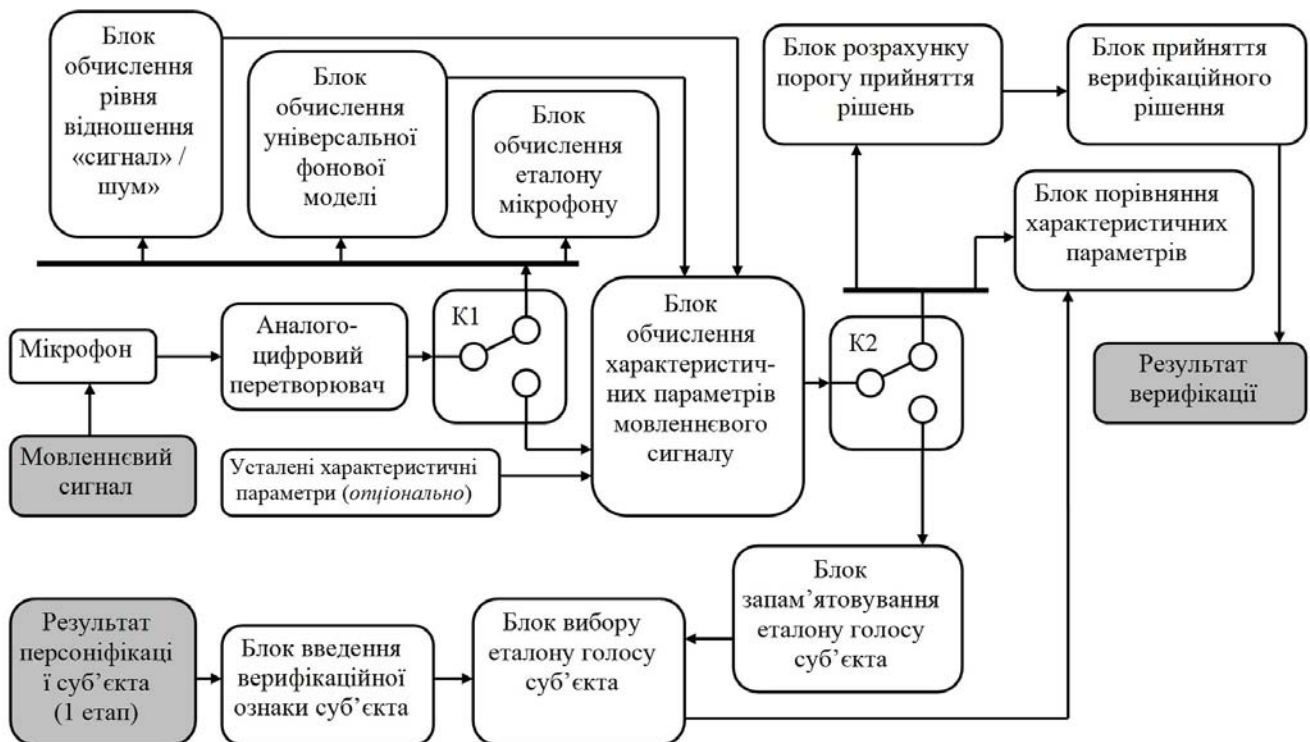 Блок
обчислення
рівня
відношення
«сигнал» /
шум»
Блок
обчислення
універсальної
фонової
моделі
Блок
обчислення
еталону
мікрофону
Блок розрахунку
порогу прийняття
рішень
Блок прийняття
верифікаційного
рішення
Блок порівняння
характеристичних
параметрів
Мікрофон
Аналого-
цифровий
перетворювач
К1
Блок
обчислення
характеристич-
них параметрів
мовленнєвого
сигналу
К2
Результат
верифікації
Мовленнєвий
сигнал
Усталені характеристичні
параметри (опціонально)
Результат
персоніфікаці
ї суб’єкта
(1 етап)
Блок введення
верифікаційної
ознаки суб’єкта
Блок вибору
еталону голосу
суб’єкта
Блок
запам’ятовування
еталону голосу
суб’єкта